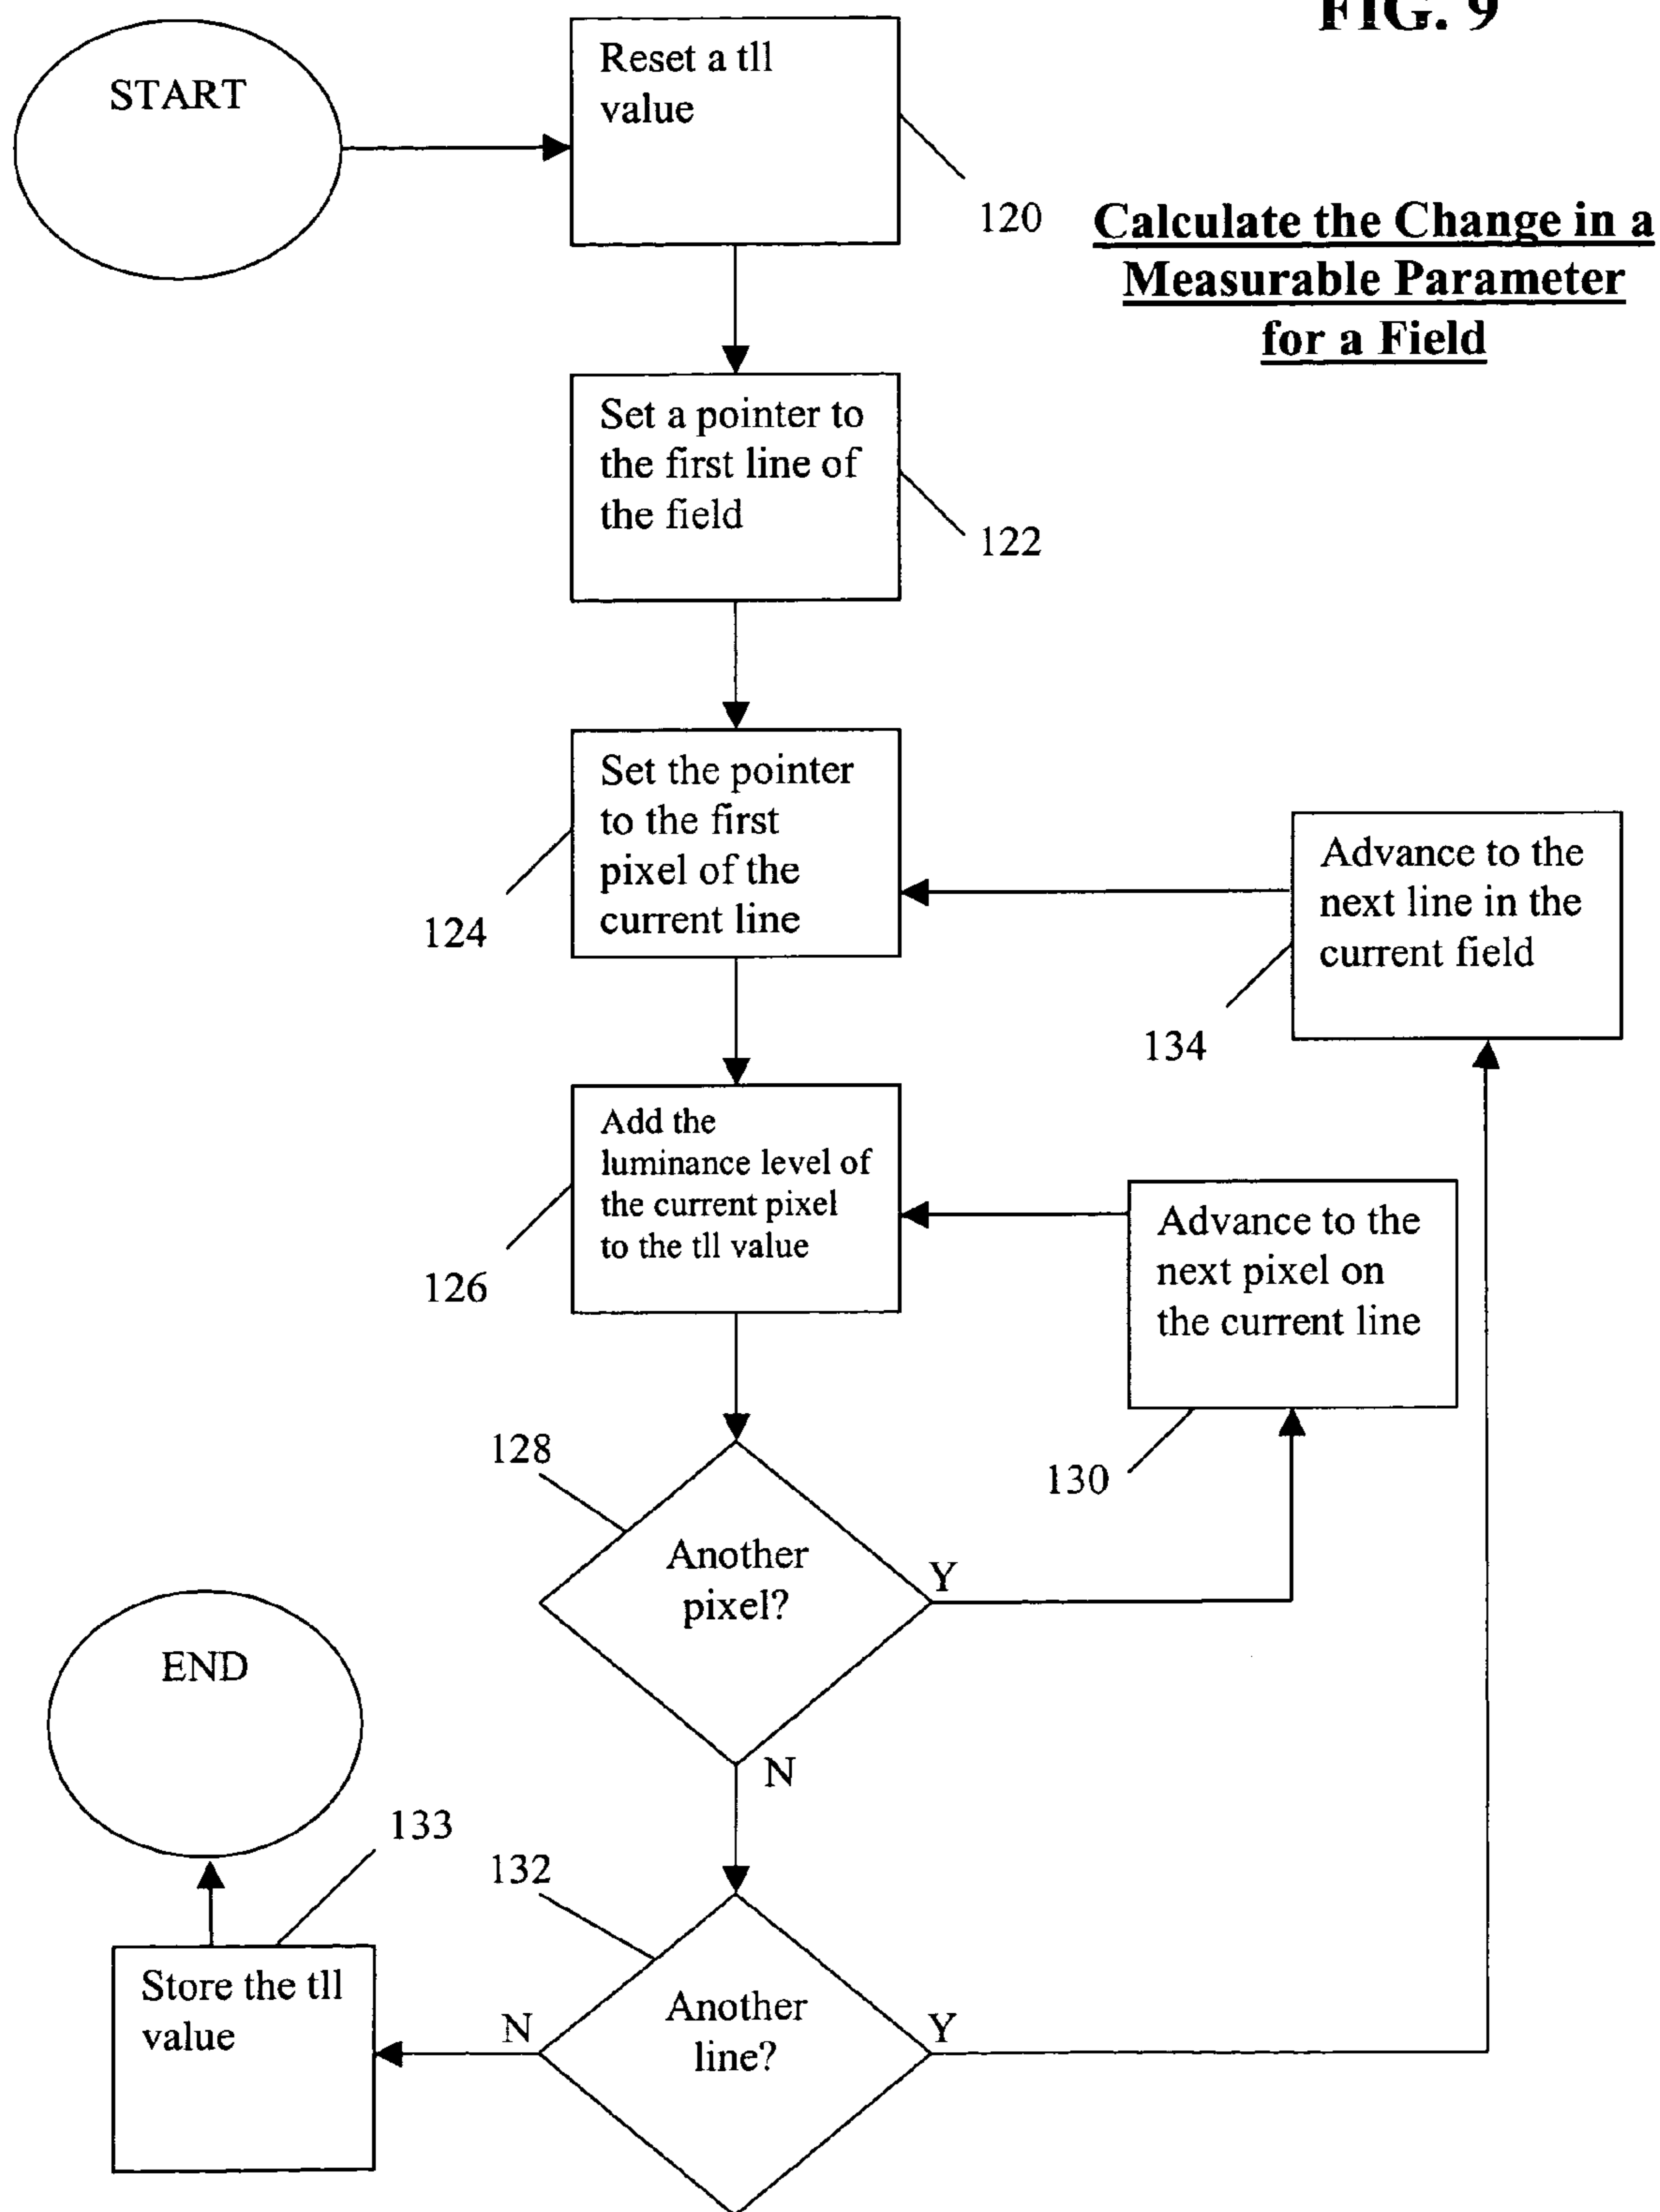 FIG. 9
START
Reset a tll
value
120
Calculate the Change in a
Measurable Parameter
for a Field
Set a pointer to
the first line of
the field
122
Set the pointer
to the first
pixel of the
current line
124
Advance to the
next line in the
current field
134
Add the
luminance level of
the current pixel
to the tll value
126
Advance to the
next pixel on
the current line
130
128
Another
pixel?
Y
N
END
133
132
Store the tll
value
N
Another
line?
Y